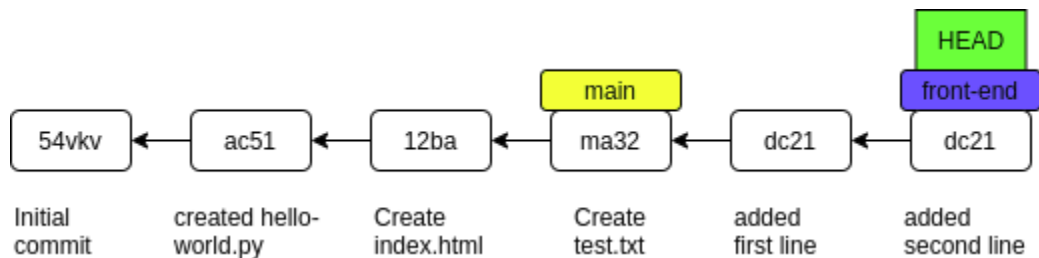 HEAD
main
front-end
54vkv
ac51
12ba
ma32
dc21
dc21
Initial
commit
created hello-
world.py
Create
index.html
Create
test.txt
added
first line
added
second line